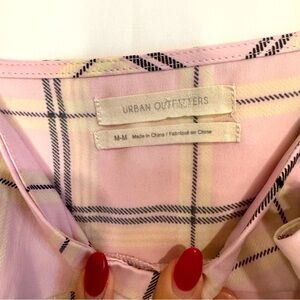 URBAN OUTFITTERS
M-M Made in China / Fabriqué en Chine